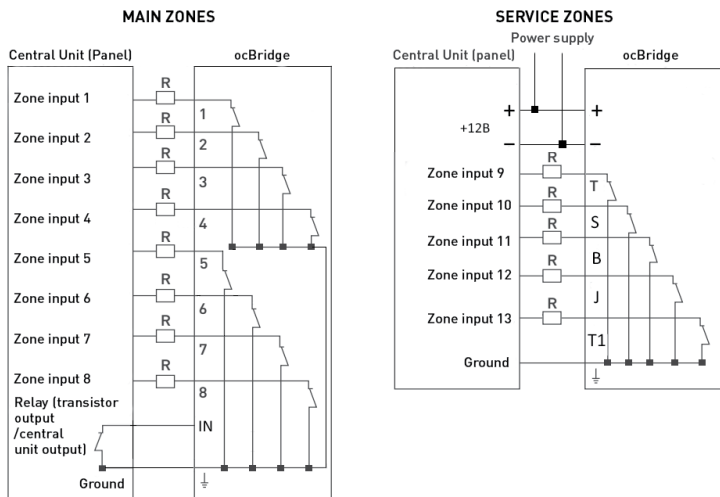 MAIN ZONES
Central Unit (Panel)
ocBridge
Zone input 1
R
1
Zone input 2
R
2
Zone input 3
R
3
Zone input 4
R
4
Zone input 5
R
5
Zone input 6
R
6
Zone input 7
R
7
Zone input 8
R
8
Relay (transistor
output
/central
unit output)
IN
Ground
SERVICE ZONES
Power supply
Central Unit (panel)
ocBridge
+
+
+12B
−
−
Zone input 9
R
T
Zone input 10
R
S
Zone input 11
R
B
Zone input 12
R
J
Zone input 13
R
T1
Ground